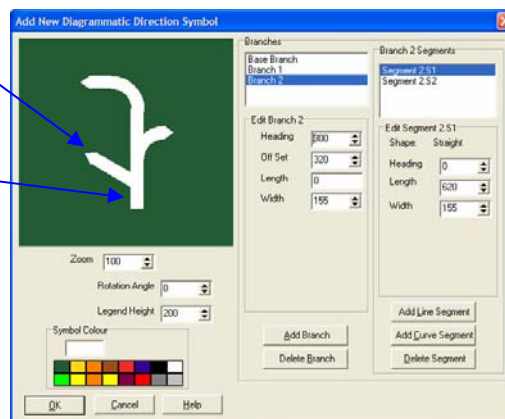 Add New Diagrammatic Direction Symbol
Branches
Base Branch
Branch 1
Branch 2
Edit Branch 2
Heading 300
Off Set 320
Length 0
Width 155
Add Branch
Delete Branch
Branch 2 Segments
Segment 2.S1
Segment 2.S2
Edit Segment 2.S1
Shape: Straight
Heading 0
Length 620
Width 155
Add Line Segment
Add Curve Segment
Delete Segment
Zoom 100
Rotation Angle 0
Legend Height 200
Symbol Colour
OK
Cancel
Help